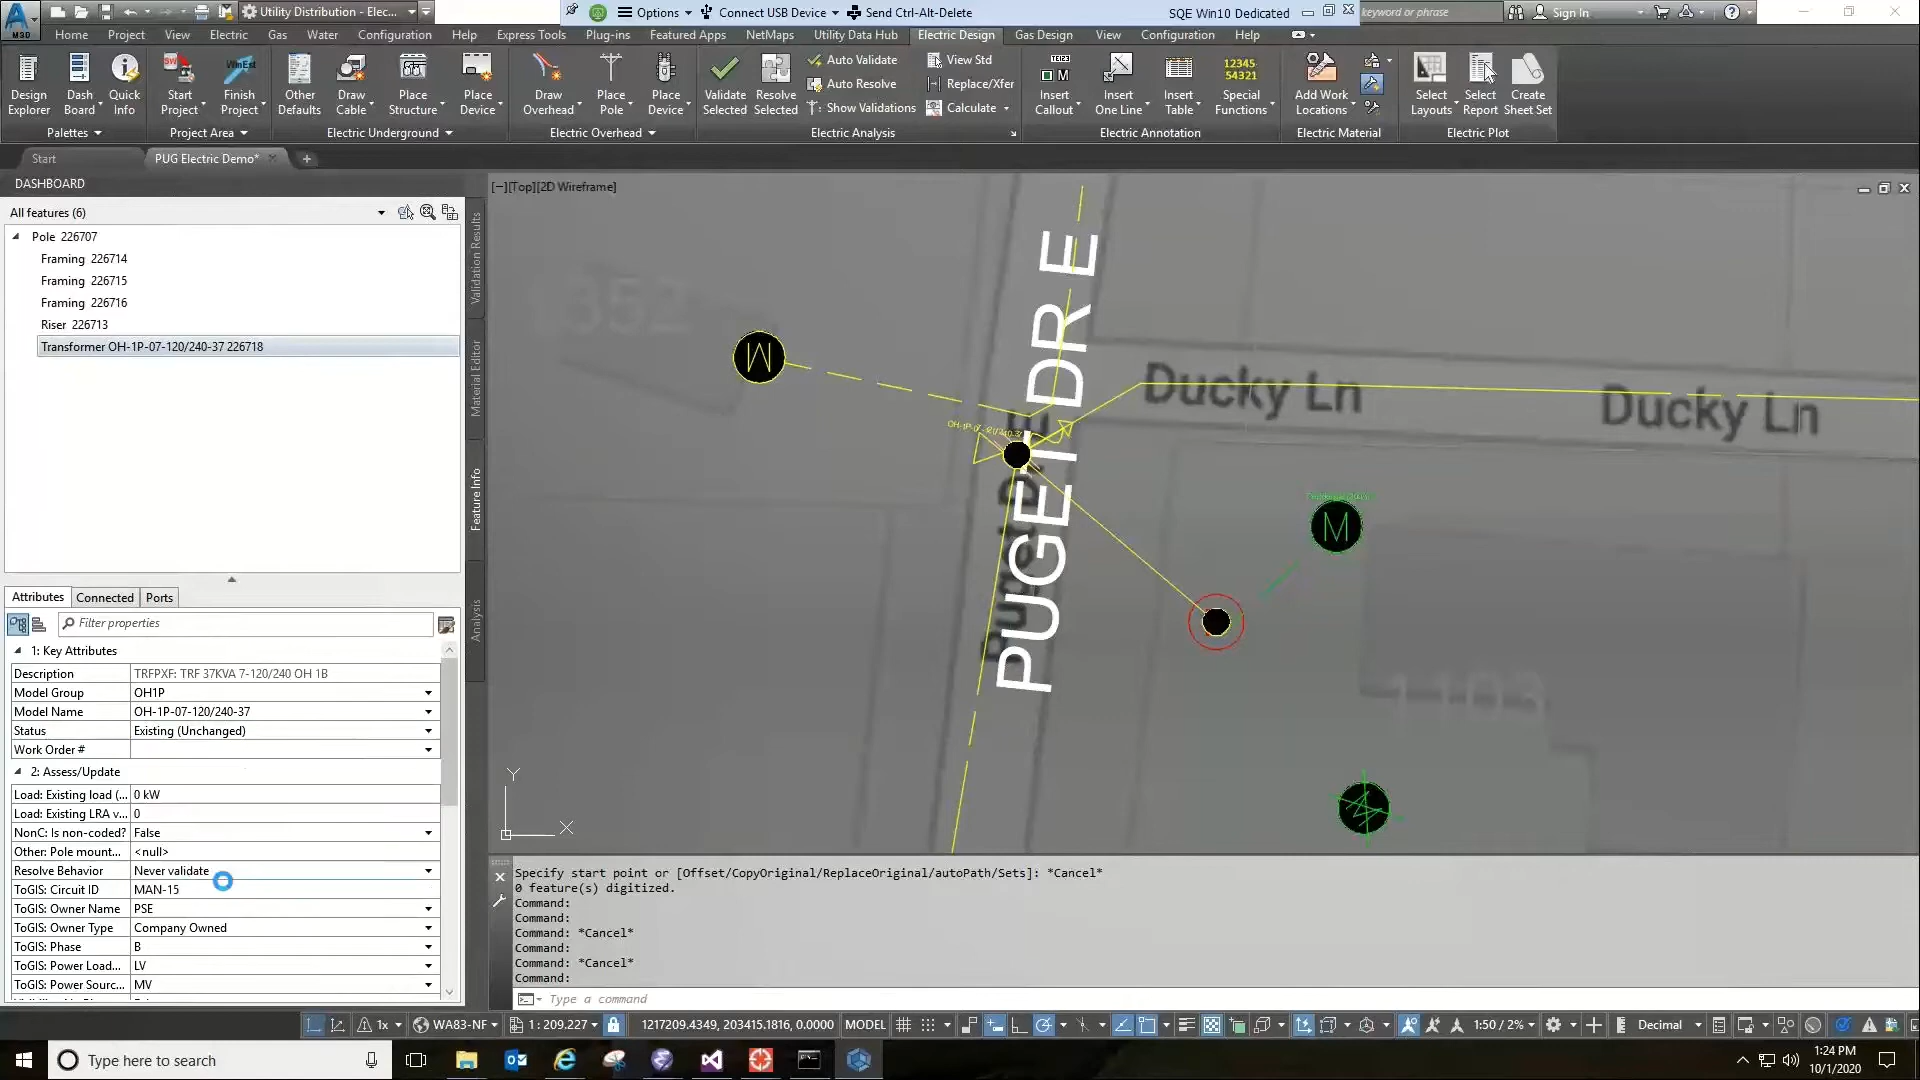 Utility Distribution - Elec...
Options
Connect USB Device
Send Ctrl-Alt-Delete
SQE Win10 Dedicated
keyword or phrase
Sign In
M3D
Home Project View Electric Gas Water Configuration Help Express Tools Plug-ins Featured Apps NetMaps Utility Data Hub Electric Design Gas Design View Configuration Help
Design Explorer
Dash Board
Quick Info
Palettes
Start Project
Finish Project
Project Area
Other Defaults
Draw Cable
Place Structure
Place Device
Electric Underground
Draw Overhead
Place Pole
Place Device
Electric Overhead
Validate Selected
Resolve Selected
Auto Validate
Auto Resolve
Show Validations
View Std
Replace/Xfer
Calculate
Electric Analysis
Insert Callout
Insert One Line
Insert Table
12345
54321
Special Functions
Electric Annotation
Add Work Locations
Electric Material
Select Layouts
Select Report
Create Sheet Set
Electric Plot
Start
PUG Electric Demo*
DASHBOARD
All features (6)
Pole 226707
Framing 226714
Framing 226715
Framing 226716
Riser 226713
Transformer OH-1P-07-120/240-37 226718
Validation Results
Material Editor
Feature Info
Analysis
Attributes Connected Ports
Filter properties
1: Key Attributes
Description TRFPXF: TRF 37KVA 7-120/240 OH 1B
Model Group OH1P
Model Name OH-1P-07-120/240-37
Status Existing (Unchanged)
Work Order #
2: Assess/Update
Load: Existing load (... 0 kW
Load: Existing LRA v... 0
NonC: Is non-coded? False
Other: Pole mount... <null>
Resolve Behavior Never validate
ToGIS: Circuit ID MAN-15
ToGIS: Owner Name PSE
ToGIS: Owner Type Company Owned
ToGIS: Phase B
ToGIS: Power Load... LV
ToGIS: Power Sourc... MV
[−][Top][2D Wireframe]
352
M
PUGET DR E
Ducky Ln
Ducky Ln
M
1103
Y
X
Specify start point or [Offset/CopyOriginal/ReplaceOriginal/autoPath/Sets]: *Cancel*
0 feature(s) digitized.
Command:
Command:
Command: *Cancel*
Command:
Command: *Cancel*
Command:
Type a command
1x
WA83-NF
1 : 209.227
1217209.4349, 203415.1816, 0.0000
MODEL
1:50 / 2%
Decimal
Type here to search
1:24 PM
10/1/2020